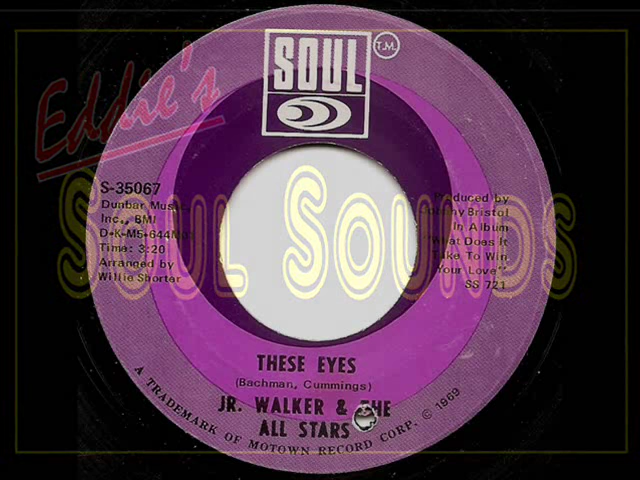 Eddie's
SOUL SOUNDS
SOUL
T.M.
S-35067
Dunbar Music,
Inc., BMI
Time: 3:20
Arranged by
Willie Shorter
Produced by
Johnny Bristol
In Album
"What Does It
Take To Win
Your Love"
SS 721
THESE EYES
(Bachman, Cummings)
JR. WALKER & THE
ALL STARS
A TRADEMARK OF MOTOWN RECORD CORP. © 1969